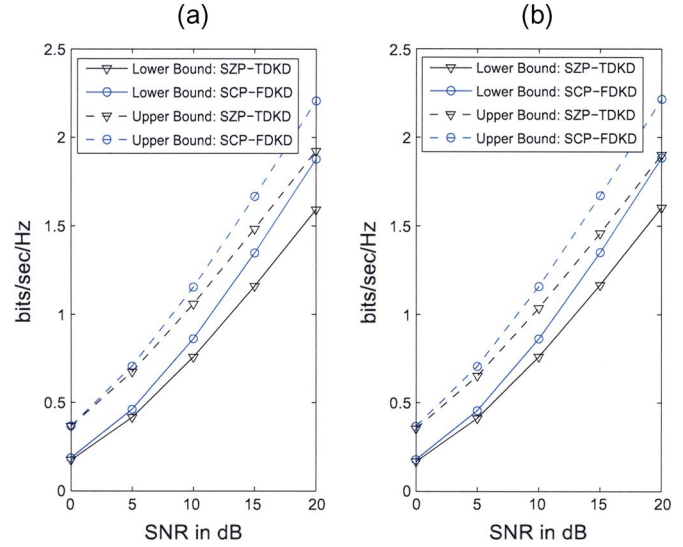 (a)
(b)
2.5
2
1.5
1
0.5
0
bits/sec/Hz
Lower Bound: SZP-TDKD
Lower Bound: SCP-FDKD
Upper Bound: SZP-TDKD
Upper Bound: SCP-FDKD
0 5 10 15 20
SNR in dB
2.5
2
1.5
1
0.5
0
bits/sec/Hz
Lower Bound: SZP-TDKD
Lower Bound: SCP-FDKD
Upper Bound: SZP-TDKD
Upper Bound: SCP-FDKD
0 5 10 15 20
SNR in dB